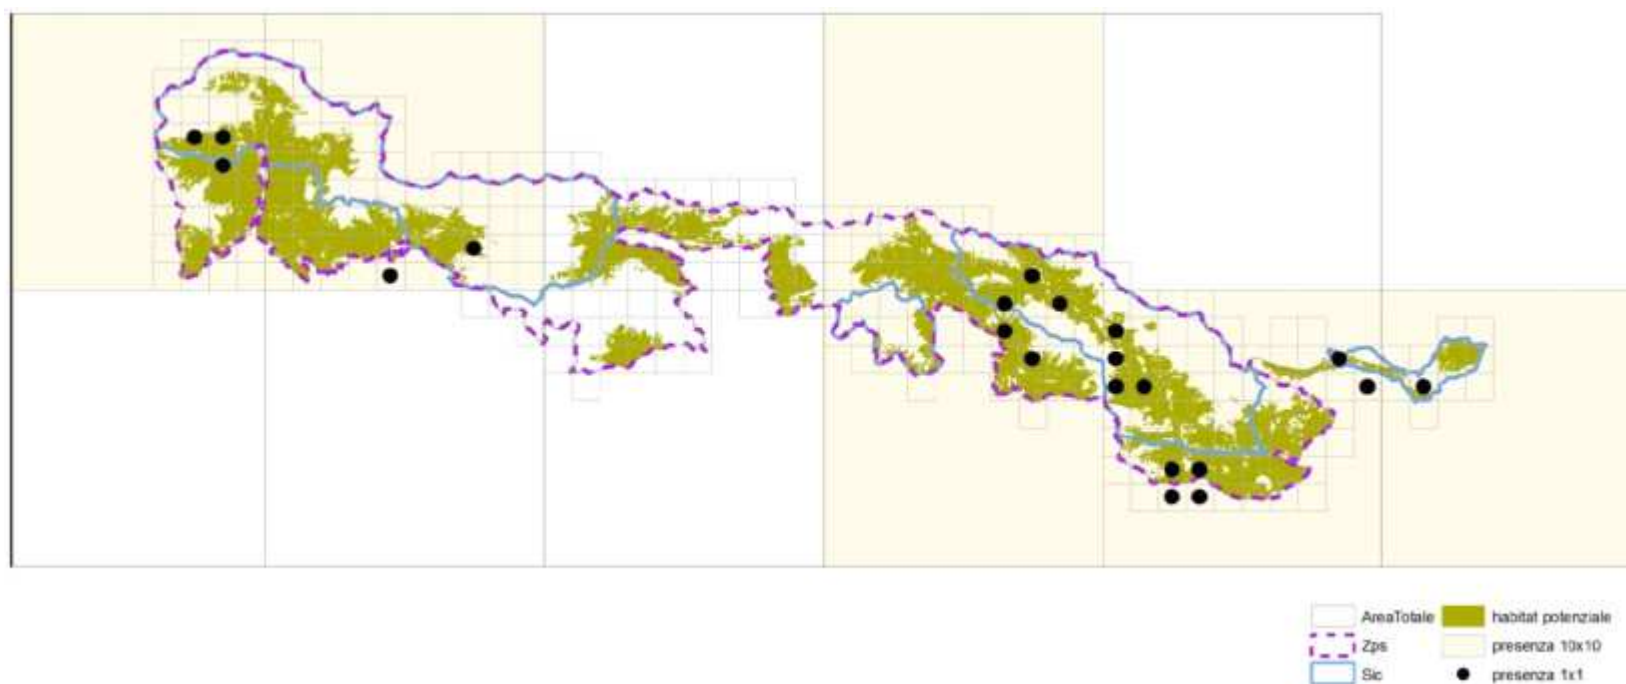 AreaTotale habitat potenziale
Zps presenza 10x10
Sic presenza 1x1